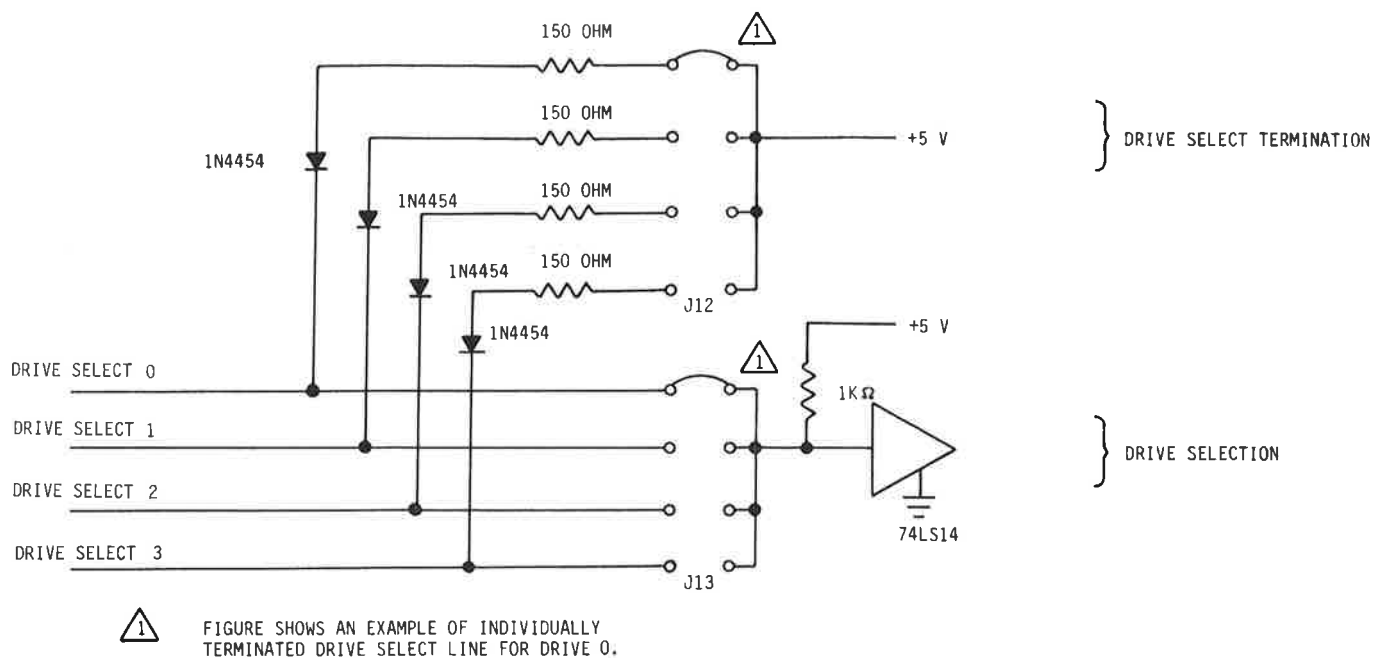 150 OHM
1
150 OHM
+5 V
DRIVE SELECT TERMINATION
1N4454
1N4454
150 OHM
1N4454
150 OHM
J12
1N4454
+5 V
1
DRIVE SELECT 0
1KΩ
DRIVE SELECT 1
DRIVE SELECTION
DRIVE SELECT 2
74LS14
DRIVE SELECT 3
J13
1
FIGURE SHOWS AN EXAMPLE OF INDIVIDUALLY
TERMINATED DRIVE SELECT LINE FOR DRIVE 0.